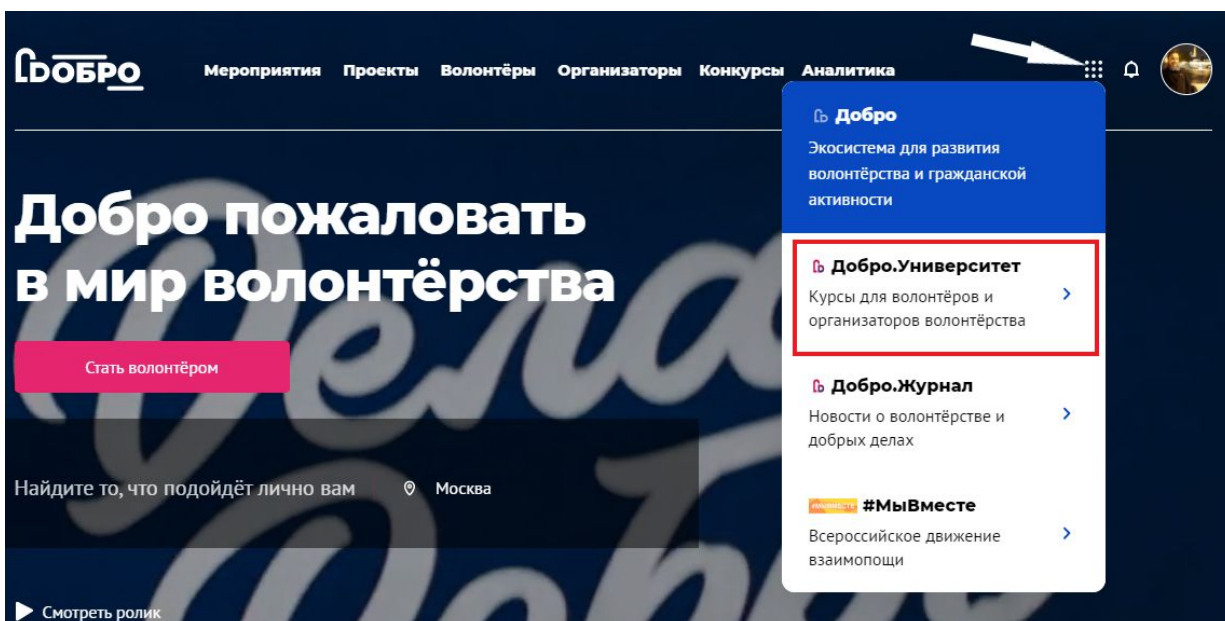 ДОБРО
Мероприятия Проекты Волонтёры Организаторы Конкурсы Аналитика
Добро
Экосистема для развития
волонтёрства и гражданской
активности
Добро пожаловать
в мир волонтёрства
Добро.Университет
Курсы для волонтёров и
организаторов волонтёрства
Стать волонтёром
Добро.Журнал
Новости о волонтёрстве и
добрых делах
Найдите то, что подойдёт лично вам Москва
#МыВместе
Всероссийское движение
взаимопощи
Смотреть ролик